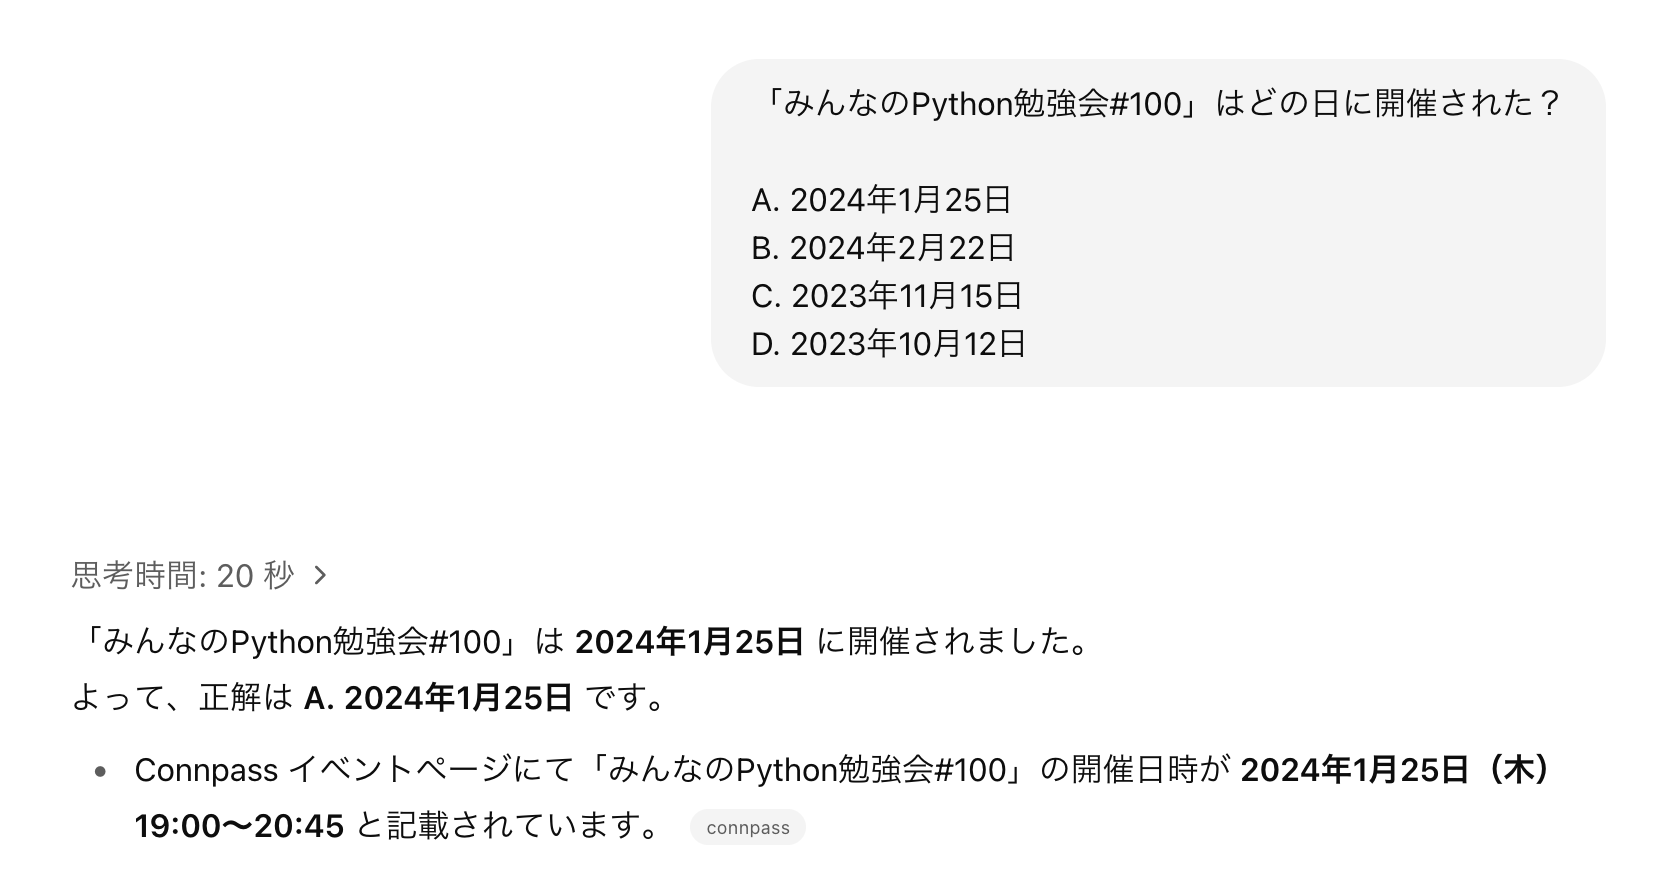 「みんなのPython勉強会#100」はどの日に開催された？
A. 2024年1月25日
B. 2024年2月22日
C. 2023年11月15日
D. 2023年10月12日
思考時間: 20 秒 >
「みんなのPython勉強会#100」は 2024年1月25日 に開催されました。
よって、正解は A. 2024年1月25日 です。
• Connpass イベントページにて「みんなのPython勉強会#100」の開催日時が 2024年1月25日（木）
19:00〜20:45 と記載されています。 connpass